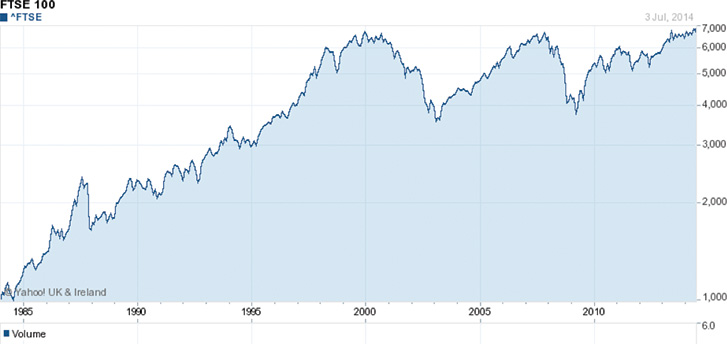 FTSE 100
^FTSE
3 Jul, 2014
7,000
6,000
5,000
4,000
3,000
2,000
1,000
© Yahoo! UK & Ireland
1985 1990 1995 2000 2005 2010
6.0
Volume